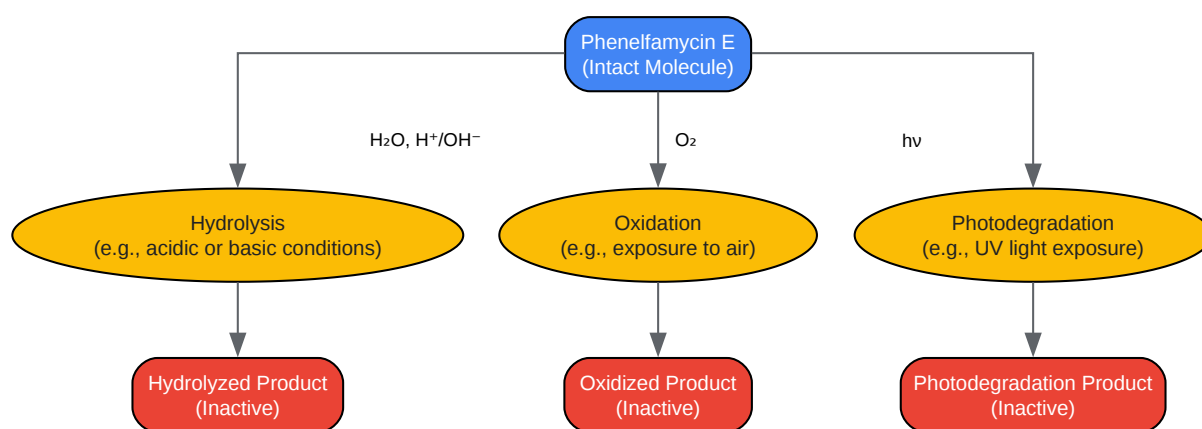 Phenelfamycin E
(Intact Molecule)
H₂O, H⁺/OH⁻
O₂
hν
Hydrolysis
(e.g., acidic or basic conditions)
Oxidation
(e.g., exposure to air)
Photodegradation
(e.g., UV light exposure)
Hydrolyzed Product
(Inactive)
Oxidized Product
(Inactive)
Photodegradation Product
(Inactive)